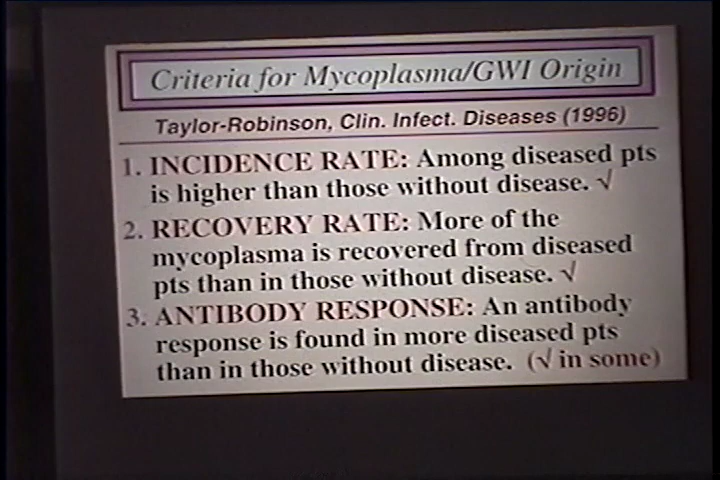 Criteria for Mycoplasma/GWI Origin
Taylor-Robinson, Clin. Infect. Diseases (1996)
1. INCIDENCE RATE: Among diseased pts
is higher than those without disease. √
2. RECOVERY RATE: More of the
mycoplasma is recovered from diseased
pts than in those without disease. √
3. ANTIBODY RESPONSE: An antibody
response is found in more diseased pts
than in those without disease. (√ in some)